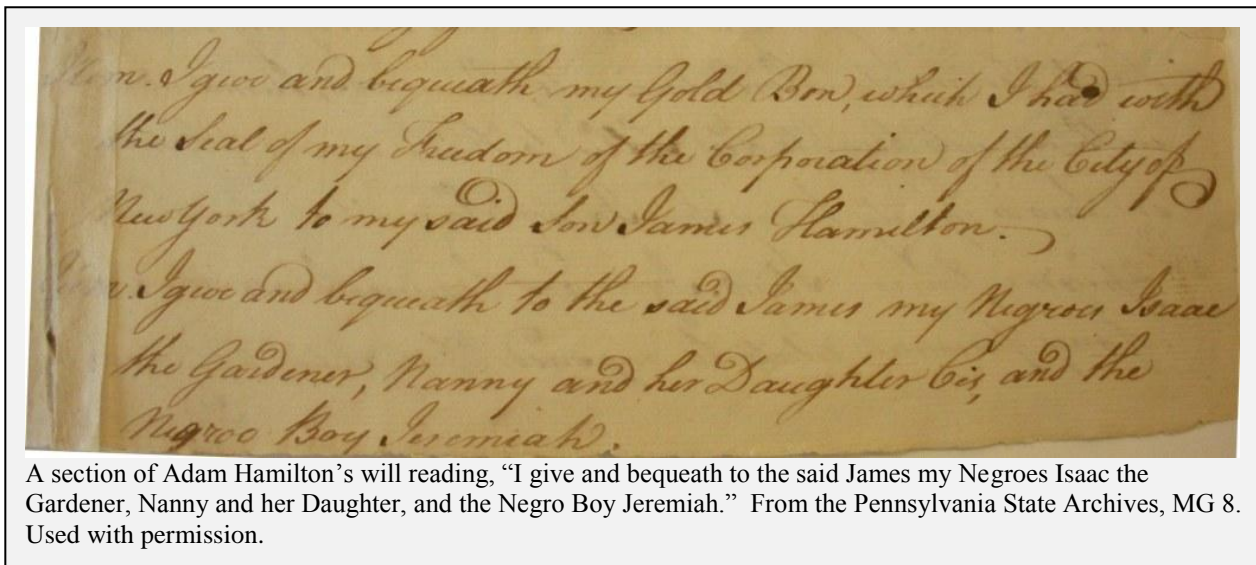 Item. I give and bequeath my Gold Box, which I had with
the Seal of my Freedom of the Corporation of the City of
New York to my said Son James Hamilton.
Item. I give and bequeath to the said James my Negroes Isaac
the Gardener, Nanny and her Daughter Cis, and the
Negroo Boy Jeremiah.
A section of Adam Hamilton’s will reading, “I give and bequeath to the said James my Negroes Isaac the
Gardener, Nanny and her Daughter, and the Negro Boy Jeremiah.” From the Pennsylvania State Archives, MG 8.
Used with permission.